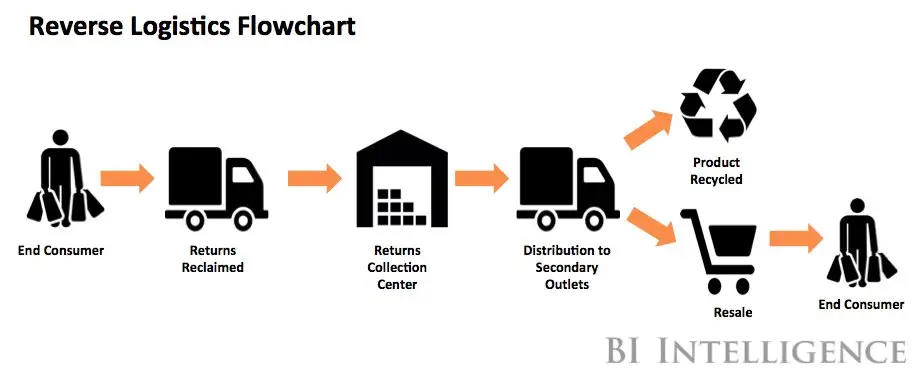 Reverse Logistics Flowchart
End Consumer
Returns
Reclaimed
Returns
Collection
Center
Distribution to
Secondary
Outlets
Product
Recycled
Resale
End Consumer
BI INTELLIGENCE